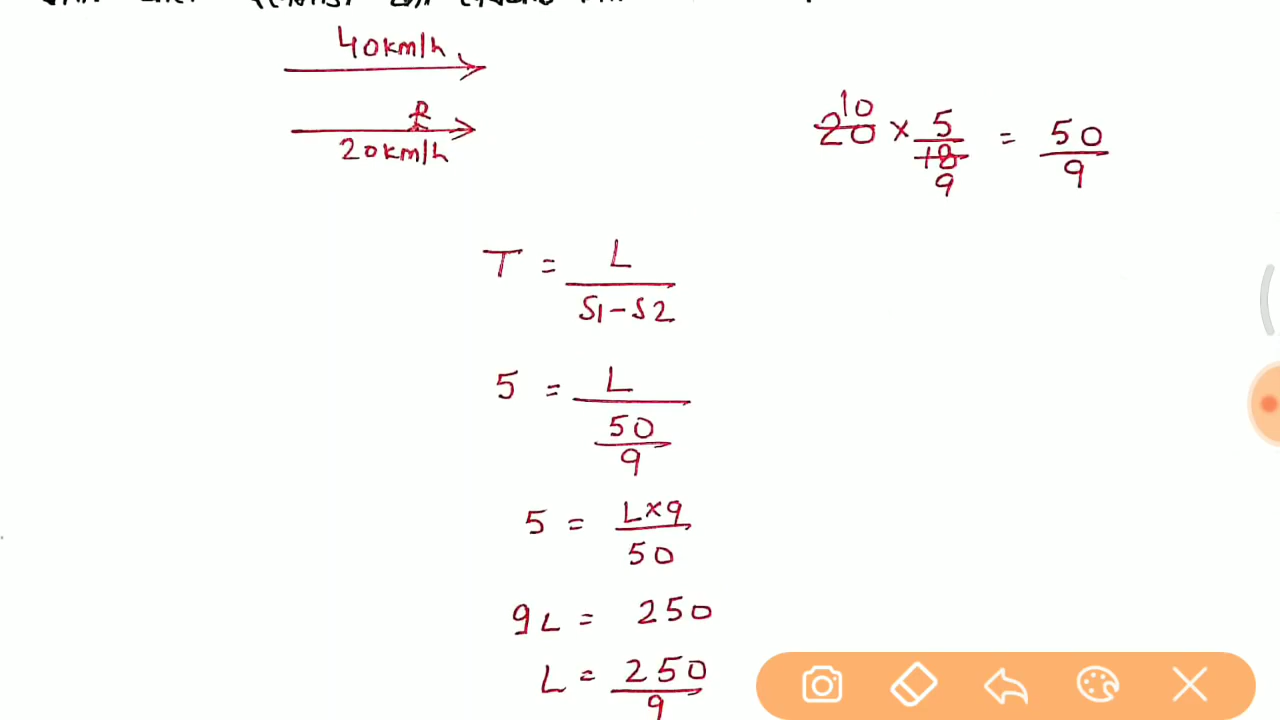 40km/h
20km/h
10
20 × 5/18 = 50/9
9
T = L/S1-S2
5 = L/50/9
5 = L×9/50
9L = 250
L = 250/9